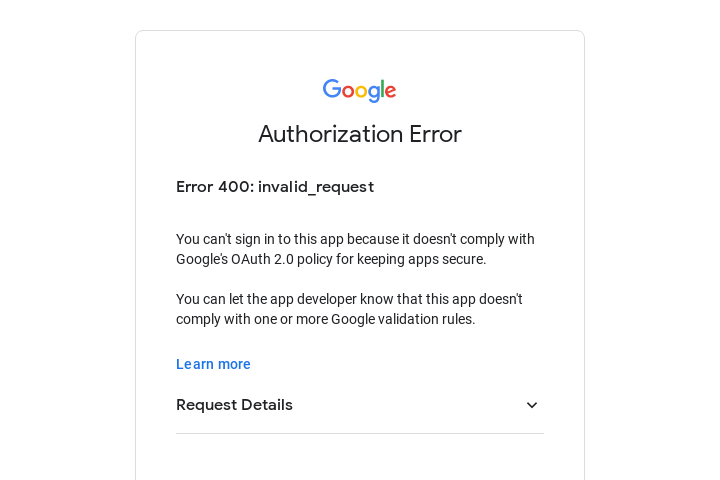 Google
Authorization Error
Error 400: invalid_request
You can't sign in to this app because it doesn't comply with
Google's OAuth 2.0 policy for keeping apps secure.
You can let the app developer know that this app doesn't
comply with one or more Google validation rules.
Learn more
Request Details